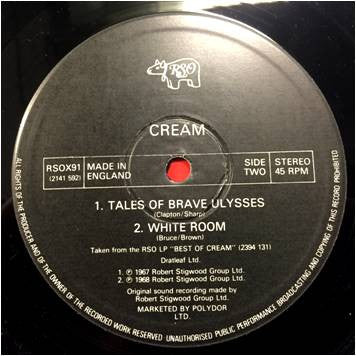 RSO
CREAM
RSOX91
(2141 592)
MADE IN
ENGLAND
SIDE
TWO
STEREO
45 RPM
1. TALES OF BRAVE ULYSSES
(Clapton/Sharp)
2. WHITE ROOM
(Bruce/Brown)
Taken from the RSO LP "BEST OF CREAM" (2394 131)
Dratleaf Ltd.
1. ℗ 1967 Robert Stigwood Group Ltd.
2. ℗ 1968 Robert Stigwood Group Ltd.
Original sound recording made by
Robert Stigwood Group Ltd.
MARKETED BY POLYDOR
LTD.
ALL RIGHTS OF THE PRODUCER AND OF THE OWNER OF THE RECORDED WORK RESERVED UNAUTHORISED PUBLIC PERFORMANCE BROADCASTING AND COPYING OF THIS RECORD PROHIBITED